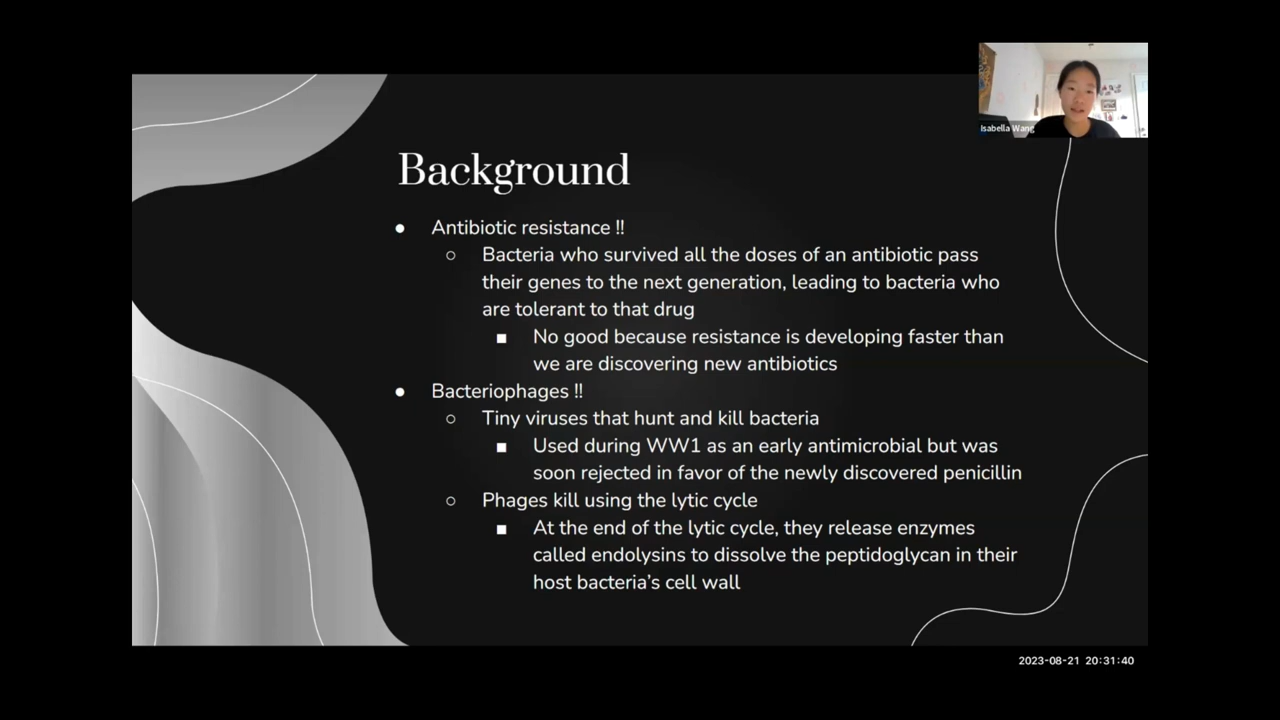 Isabella Wang
Background
● Antibiotic resistance !!
○ Bacteria who survived all the doses of an antibiotic pass
their genes to the next generation, leading to bacteria who
are tolerant to that drug
■ No good because resistance is developing faster than
we are discovering new antibiotics
● Bacteriophages !!
○ Tiny viruses that hunt and kill bacteria
■ Used during WW1 as an early antimicrobial but was
soon rejected in favor of the newly discovered penicillin
○ Phages kill using the lytic cycle
■ At the end of the lytic cycle, they release enzymes
called endolysins to dissolve the peptidoglycan in their
host bacteria's cell wall
2023-08-21 20:31:40